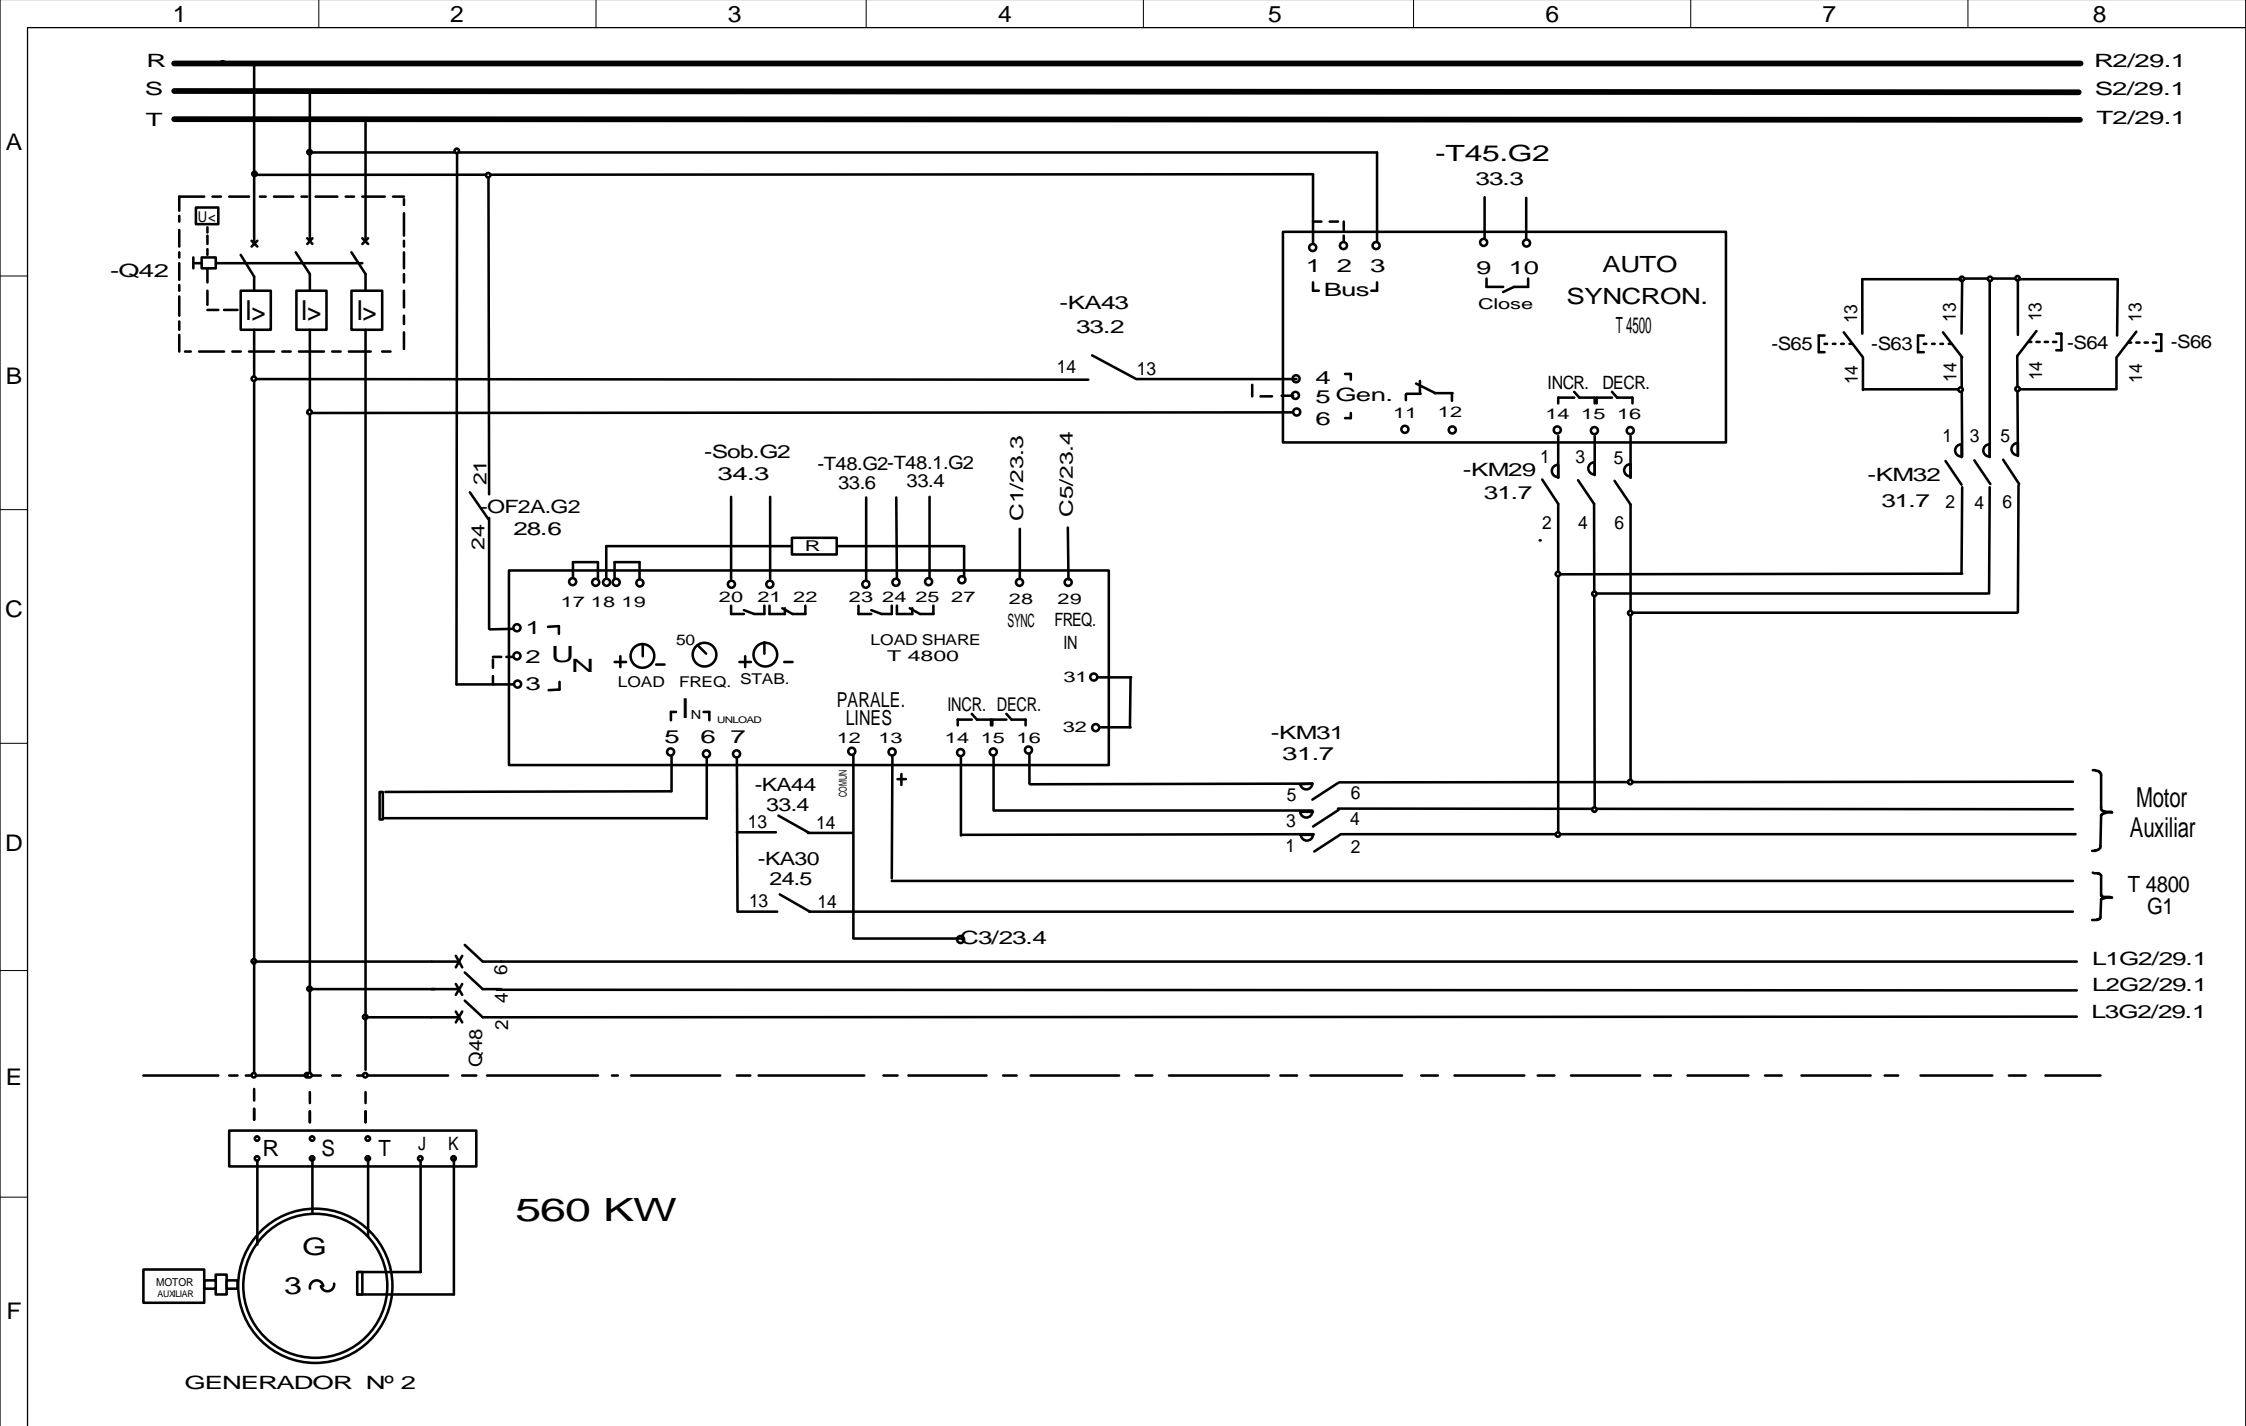 1 2 3 4 5 6 7 8
R R2/29.1
S S2/29.1
T T2/29.1
A
-T45.G2
33.3
U<
-Q42
I> I> I>
1 2 3 9 10
Bus
Close
AUTO
SYNCRON.
T 4500
-KA43
33.2
14 13
B
4
5 Gen.
6
11 12
INCR. DECR.
14 15 16
13 13 13 13
-S65 -S63 -S64 -S66
14 14 14 14
1 3 5
-KM29
31.7
2 4 6
.
1 3 5
-KM32
31.7
2 4 6
21
-OF2A.G2
28.6
24
-Sob.G2
34.3
-T48.G2
33.6
-T48.1.G2
33.4
C1/23.3
C5/23.4
R
C
17 18 19 20 21 22 23 24 25 27 28 29
SYNC
FREQ.
IN
1
2
3
UN
+ -
LOAD
50
FREQ.
+ -
STAB.
LOAD SHARE
T 4800
31
32
IN
UNLOAD
5 6 7
PARALE.
LINES
12 13
INCR. DECR.
14 15 16
COMUN
+
-KM31
31.7
5 6
3 4
1 2
Motor
Auxiliar
D
-KA44
33.4
13 14
-KA30
24.5
13 14
T 4800
G1
C3/23.4
6 L1G2/29.1
4 L2G2/29.1
2 L3G2/29.1
Q48
E
R S T J K
560 KW
G
3
MOTOR
AUXILIAR
F
GENERADOR Nº 2